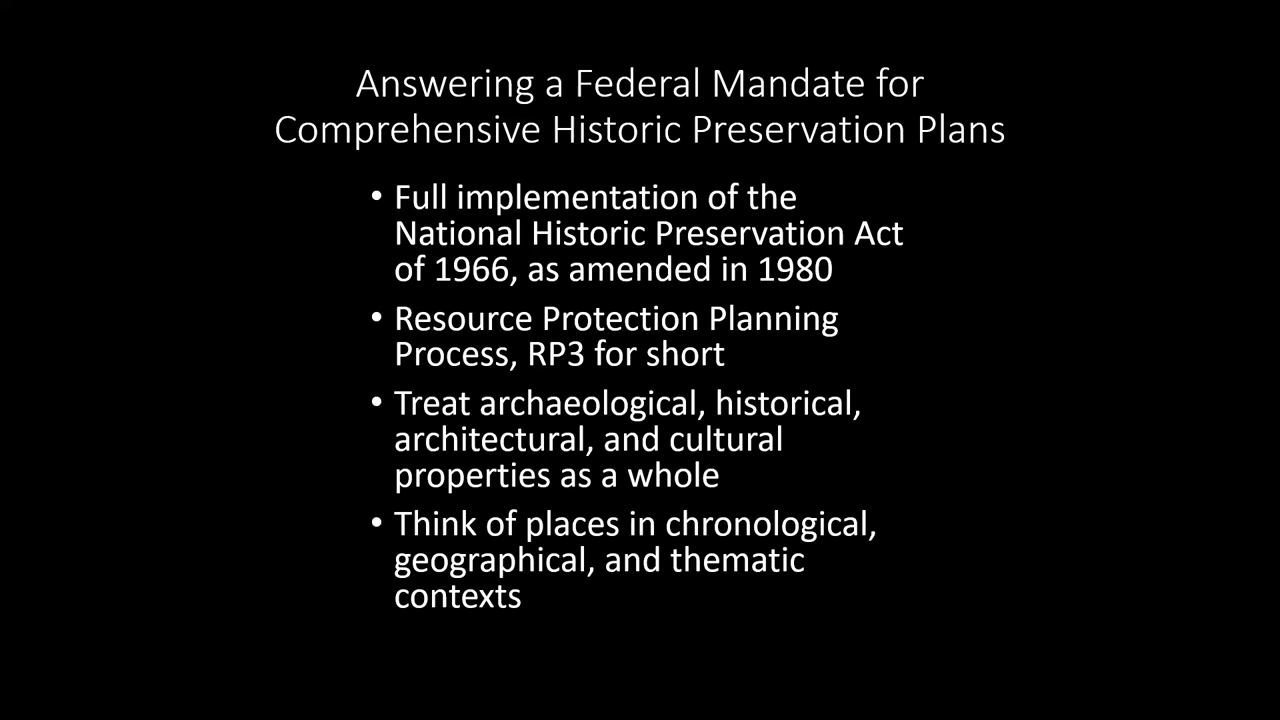 Answering a Federal Mandate for
Comprehensive Historic Preservation Plans
• Full implementation of the
National Historic Preservation Act
of 1966, as amended in 1980
• Resource Protection Planning
Process, RP3 for short
• Treat archaeological, historical,
architectural, and cultural
properties as a whole
• Think of places in chronological,
geographical, and thematic
contexts